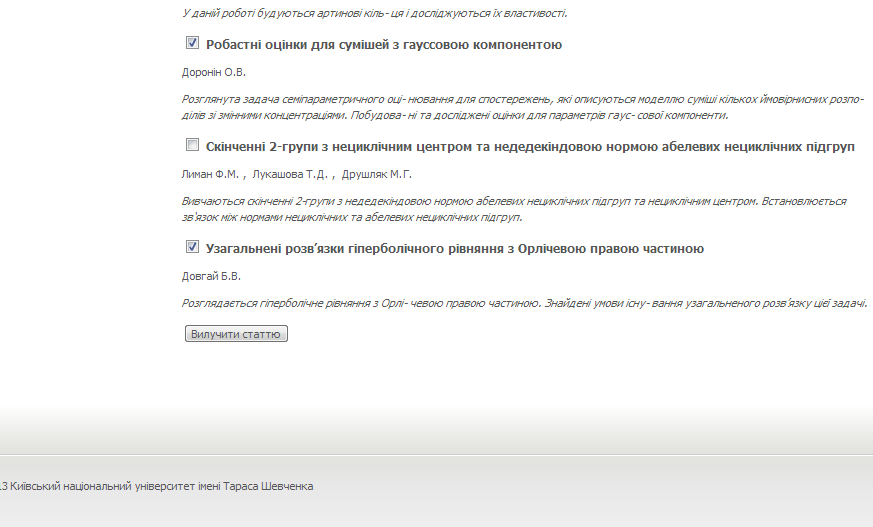 У даній роботі будуються артинові кіль- ця і досліджуються їх властивості.
Робастні оцінки для сумішей з гауссовою компонентою
Доронін О.В.
Розглянута задача семіпараметричного оці- нювання для спостережень, які описуються моделлю суміші кількох ймовірнисних розпо-
ділів зі змінними концентраціями. Побудова- ні та досліджені оцінки для параметрів гаус- сової компоненти.
Скінченні 2-групи з нециклічним центром та недедекіндовою нормою абелевих нециклічних підгруп
Лиман Ф.М. , Лукашова Т.Д. , Друшляк М.Г.
Вивчаються скінченні 2-групи з недедекіндовою нормою абелевих нециклічних підгруп та нециклічним центром. Встановлюється
зв'язок між нормами нециклічних та абелевих нециклічних підгруп.
Узагальнені розв’язки гіперболічного рівняння з Орлічевою правою частиною
Довгай Б.В.
Розглядається гіперболічне рівняння з Орлі- чевою правою частиною. Знайдені умови існу- вання узагальненого розв’язку цієї задачі.
Вилучити статтю
13 Київський національний університет імені Тараса Шевченка